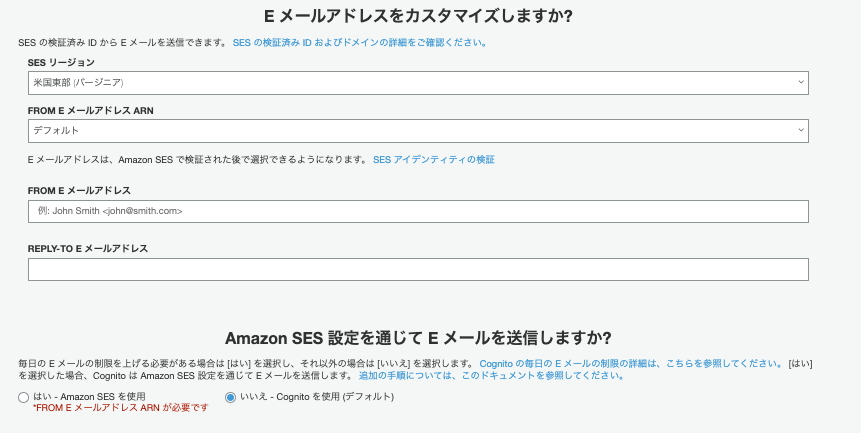 E メールアドレスをカスタマイズしますか?
SES の検証済み ID から E メールを送信できます。 SES の検証済み ID およびドメインの詳細をご確認ください。
SES リージョン
米国東部 (バージニア)
FROM E メールアドレス ARN
デフォルト
E メールアドレスは、Amazon SES で検証された後で選択できるようになります。 SES アイデンティティの検証
FROM E メールアドレス
例: John Smith <john@smith.com>
REPLY-TO E メールアドレス
Amazon SES 設定を通じて E メールを送信しますか?
毎日の E メールの制限を上げる必要がある場合は [はい] を選択し、それ以外の場合は [いいえ] を選択します。 Cognito の毎日の E メールの制限の詳細は、こちらを参照してください。 [はい]
を選択した場合、Cognito は Amazon SES 設定を通じて E メールを送信します。 追加の手順については、このドキュメントを参照してください。
はい - Amazon SES を使用 いいえ - Cognito を使用 (デフォルト)
*FROM E メールアドレス ARN が必要です